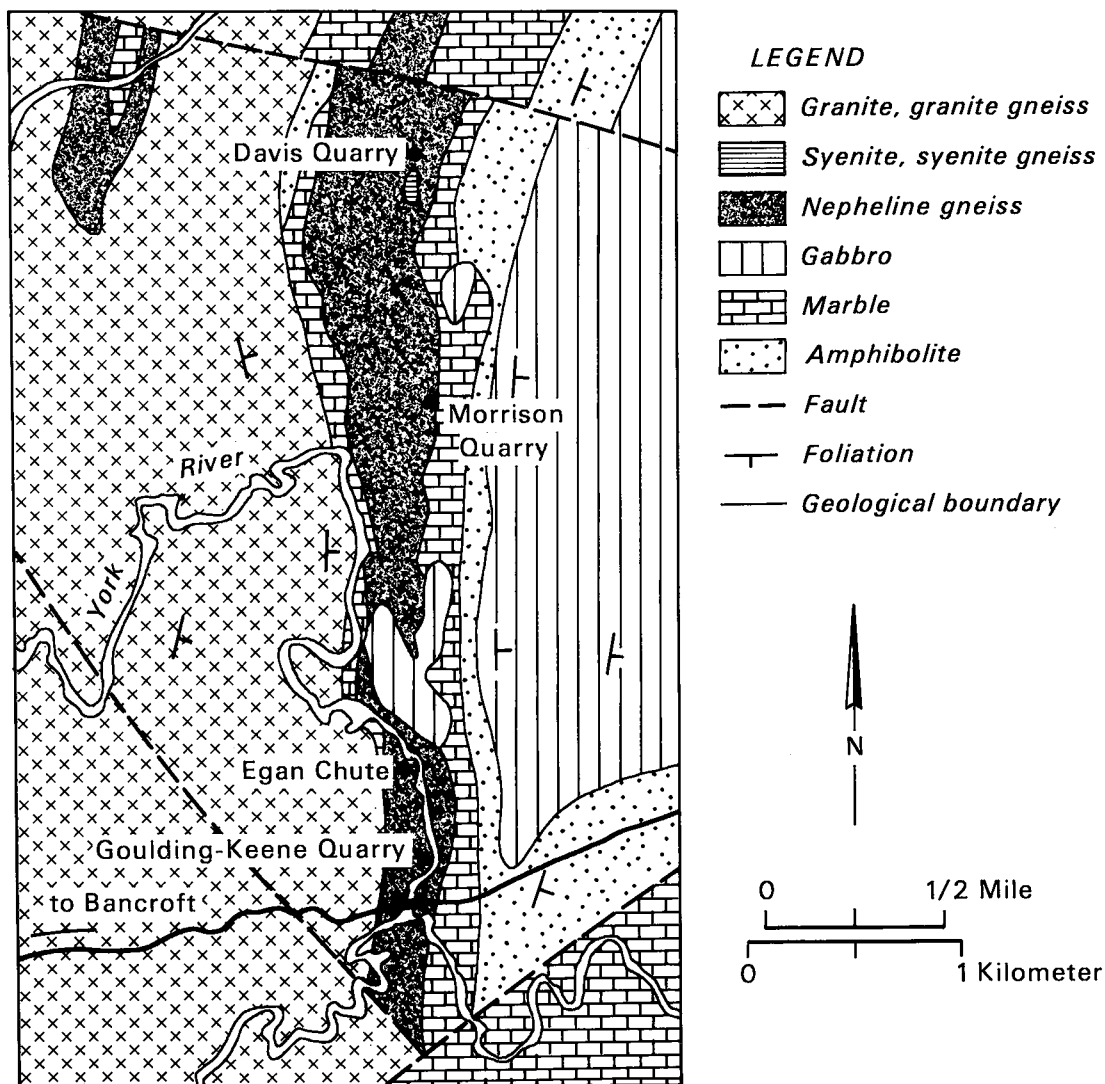 Davis Quarry
Morrison
Quarry
River
York
Egan Chute
Goulding-Keene Quarry
to Bancroft
LEGEND
Granite, granite gneiss
Syenite, syenite gneiss
Nepheline gneiss
Gabbro
Marble
Amphibolite
Fault
Foliation
Geological boundary
N
0 1/2 Mile
0 1 Kilometer